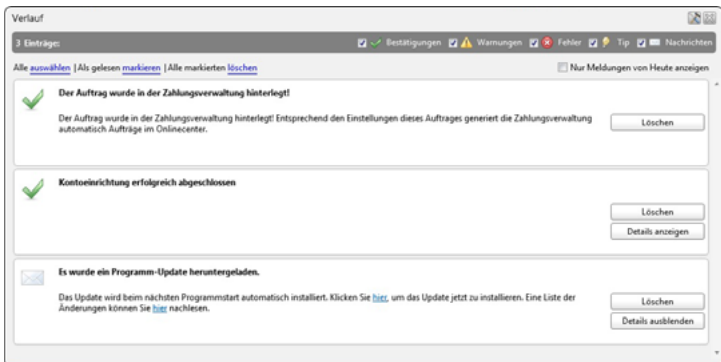 Verlauf
3 Einträge: Bestätigungen Warnungen Fehler Tip Nachrichten
Alle auswählen | Als gelesen markieren | Alle markierten löschen Nur Meldungen von Heute anzeigen
Der Auftrag wurde in der Zahlungsverwaltung hinterlegt!
Der Auftrag wurde in der Zahlungsverwaltung hinterlegt! Entsprechend den Einstellungen dieses Auftrages generiert die Zahlungsverwaltung
automatisch Aufträge im Onlinecenter.
Löschen
Kontoeinrichtung erfolgreich abgeschlossen
Löschen
Details anzeigen
Es wurde ein Programm-Update heruntergeladen.
Das Update wird beim nächsten Programmstart automatisch installiert. Klicken Sie hier, um das Update jetzt zu installieren. Eine Liste der
Änderungen können Sie hier nachlesen.
Löschen
Details ausblenden